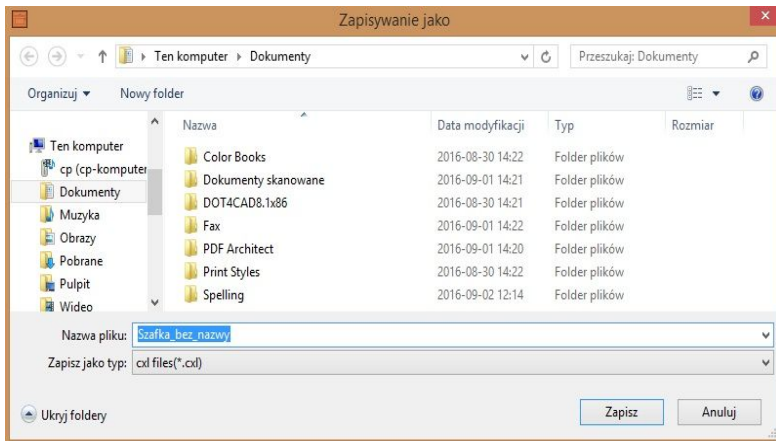 Zapisywanie jako
Ten komputer Dokumenty
Przeszukaj: Dokumenty
Organizuj
Nowy folder
Nazwa Data modyfikacji Typ Rozmiar
Ten komputer
cp (cp-komputer
Dokumenty
Muzyka
Obrazy
Pobrane
Pulpit
Wideo
Color Books 2016-08-30 14:22 Folder plików
Dokumenty skanowane 2016-09-01 14:21 Folder plików
DOT4CAD8.1x86 2016-08-30 14:21 Folder plików
Fax 2016-09-01 14:22 Folder plików
PDF Architect 2016-09-01 14:20 Folder plików
Print Styles 2016-08-30 14:22 Folder plików
Spelling 2016-09-02 12:14 Folder plików
Nazwa pliku: Szafka_bez_nazwy
Zapisz jako typ: cxl files(*.cxl)
Ukryj foldery
Zapisz
Anuluj